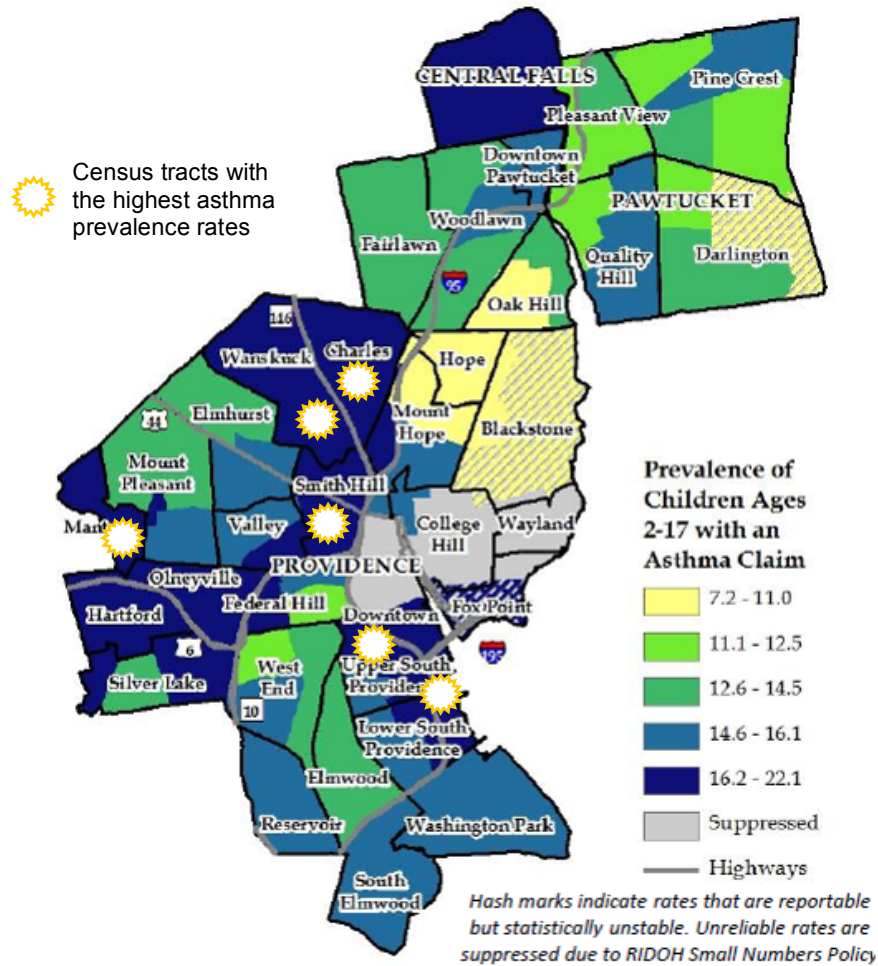 CENTRAL FALLS
Pine Crest
Pleasant View
Census tracts with
the highest asthma
prevalence rates
Downtown
Pawtucket
PAWTUCKET
Woodlawn
Fairlawn
Quality
Hill
Darlington
95
Oak Hill
146
Wanskuck
Charles
Hope
Elmhurst
44
Mount
Hope
Blackstone
Mount
Pleasant
Smith Hill
Mant
Valley
College
Hill
Wayland
PROVIDENCE
Olneyville
Federal Hill
Hartford
Downtown
Fox Point
6
195
West
End
Upper South
Providen
Silver Lake
10
Lower South
Providence
Elmwood
Reservoir
Washington Park
South
Elmwood
Prevalence of
Children Ages
2-17 with an
Asthma Claim
7.2 - 11.0
11.1 - 12.5
12.6 - 14.5
14.6 - 16.1
16.2 - 22.1
Suppressed
Highways
Hash marks indicate rates that are reportable
but statistically unstable. Unreliable rates are
suppressed due to RIDOH Small Numbers Policy